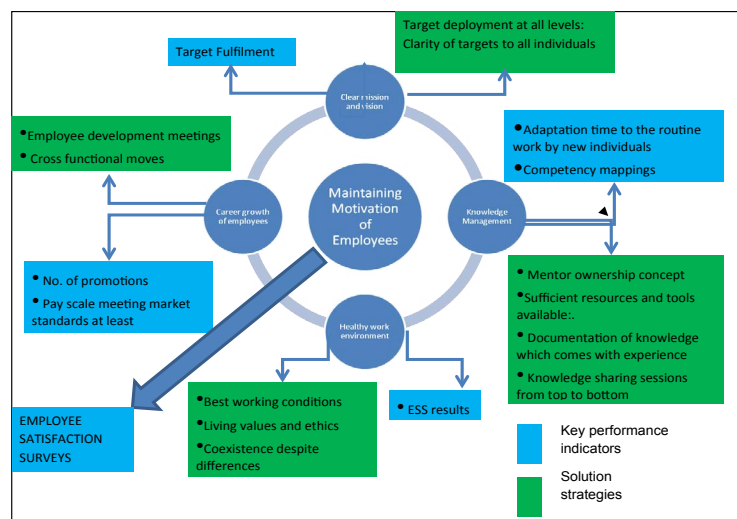 Target Fulfilment
Target deployment at all levels:
Clarity of targets to all individuals
Clear mission
and vision
●Employee development meetings
● Cross functional moves
●Adaptation time to the routine
work by new individuals
● Competency mappings
Maintaining
Motivation
of
Employees
Career growth
of employees
Knowledge
Management
● No. of promotions
● Pay scale meeting market
standards at least
● Mentor ownership concept
●Sufficient resources and tools
available:.
● Documentation of knowledge
which comes with experience
● Knowledge sharing sessions
from top to bottom
Healthy work
environment
● Best working conditions
● Living values and ethics
● Coexistence despite
differences
● ESS results
EMPLOYEE
SATISFACTION
SURVEYS
Key performance
indicators
Solution
strategies